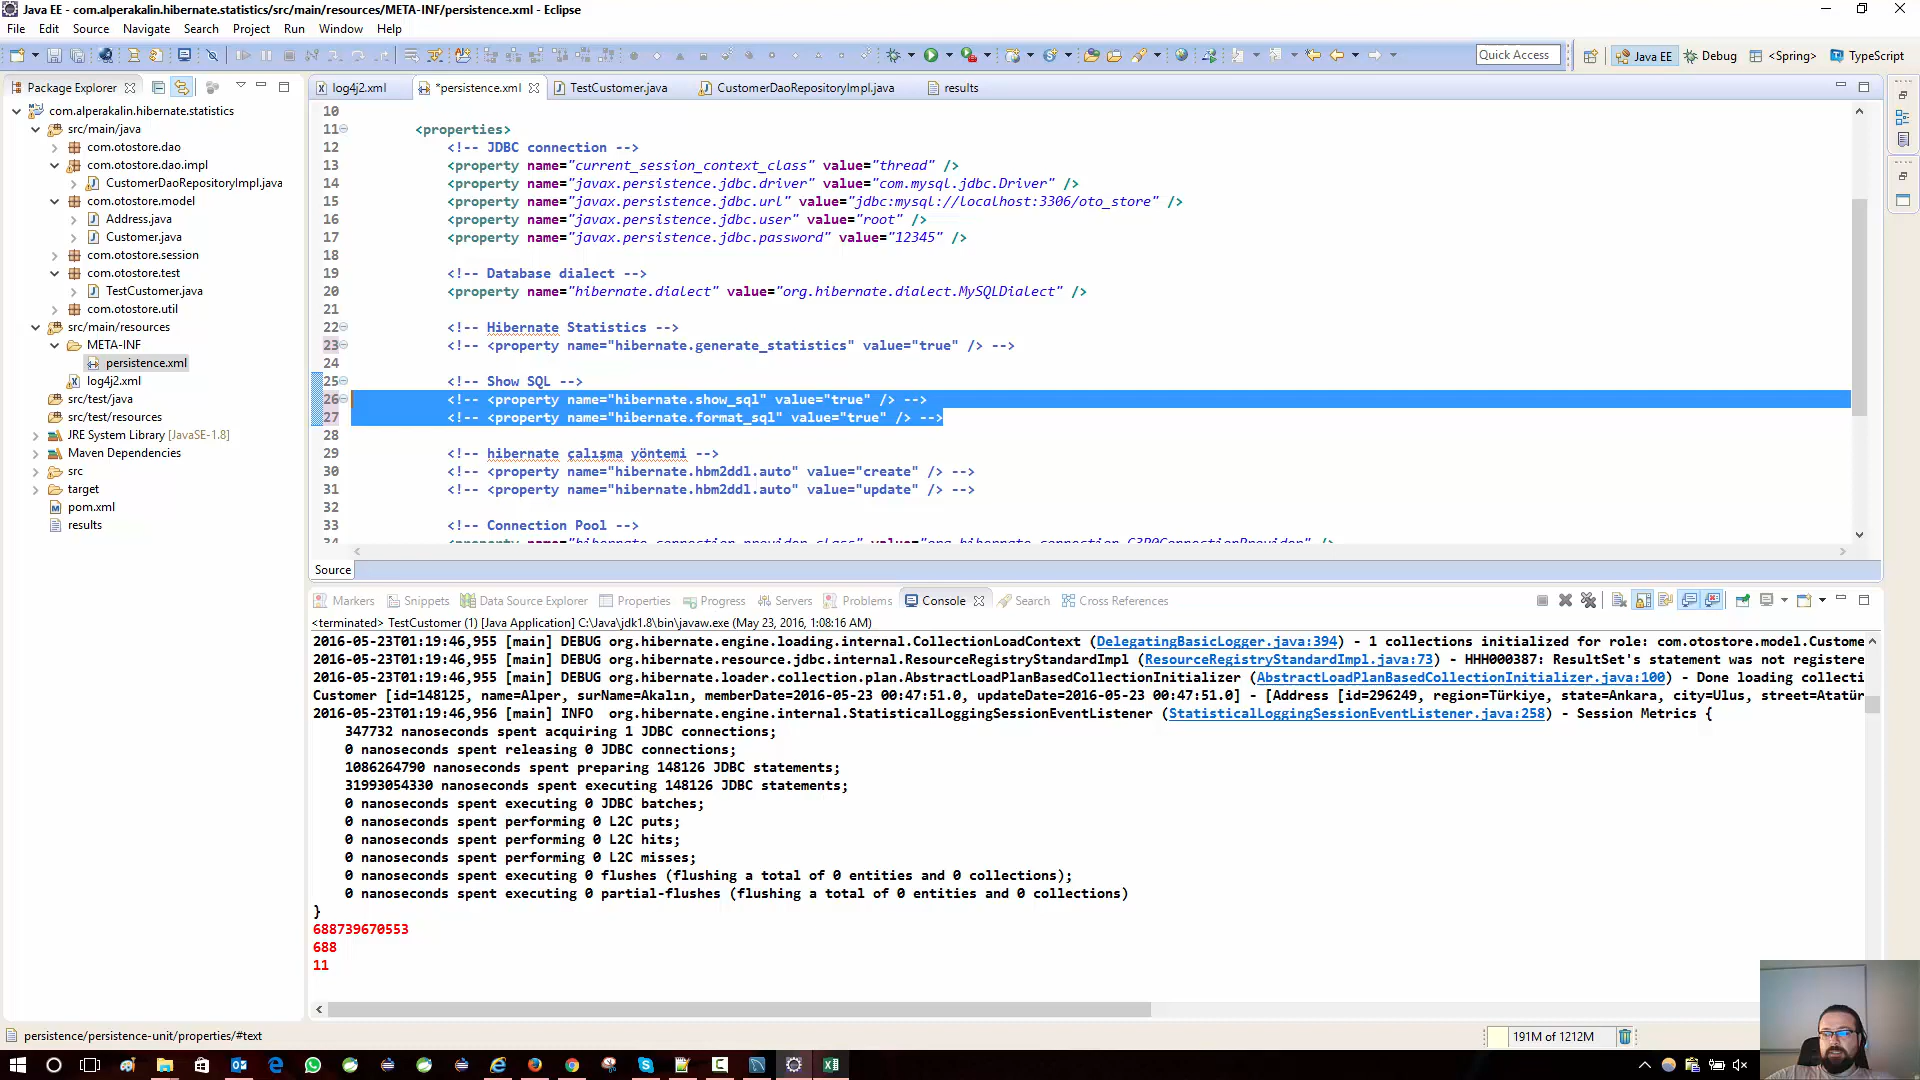 Java EE - com.alperakalin.hibernate.statistics/src/main/resources/META-INF/persistence.xml - Eclipse
File Edit Source Navigate Search Project Run Window Help
Quick Access
Java EE
Debug
<Spring>
TypeScript
Package Explorer
com.alperakalin.hibernate.statistics
src/main/java
com.otostore.dao
com.otostore.dao.impl
CustomerDaoRepositoryImpl.java
com.otostore.model
Address.java
Customer.java
com.otostore.session
com.otostore.test
TestCustomer.java
com.otostore.util
src/main/resources
META-INF
persistence.xml
log4j2.xml
src/test/java
src/test/resources
JRE System Library [JavaSE-1.8]
Maven Dependencies
src
target
pom.xml
results
log4j2.xml
*persistence.xml
TestCustomer.java
CustomerDaoRepositoryImpl.java
results
10
11 <properties>
12 <!-- JDBC connection -->
13 <property name="current_session_context_class" value="thread" />
14 <property name="javax.persistence.jdbc.driver" value="com.mysql.jdbc.Driver" />
15 <property name="javax.persistence.jdbc.url" value="jdbc:mysql://localhost:3306/oto_store" />
16 <property name="javax.persistence.jdbc.user" value="root" />
17 <property name="javax.persistence.jdbc.password" value="12345" />
18
19 <!-- Database dialect -->
20 <property name="hibernate.dialect" value="org.hibernate.dialect.MySQLDialect" />
21
22 <!-- Hibernate Statistics -->
23 <!-- <property name="hibernate.generate_statistics" value="true" /> -->
24
25 <!-- Show SQL -->
26 <!-- <property name="hibernate.show_sql" value="true" /> -->
27 <!-- <property name="hibernate.format_sql" value="true" /> -->
28
29 <!-- hibernate çalışma yöntemi -->
30 <!-- <property name="hibernate.hbm2ddl.auto" value="create" /> -->
31 <!-- <property name="hibernate.hbm2ddl.auto" value="update" /> -->
32
33 <!-- Connection Pool -->
34 <property name="hibernate.connection.provider_class" value="org.hibernate.connection.C3P0ConnectionProvider" />
Source
Markers
Snippets
Data Source Explorer
Properties
Progress
Servers
Problems
Console
Search
Cross References
<terminated> TestCustomer (1) [Java Application] C:\Java\jdk1.8\bin\javaw.exe (May 23, 2016, 1:08:16 AM)
2016-05-23T01:19:46,955 [main] DEBUG org.hibernate.engine.loading.internal.CollectionLoadContext (DelegatingBasicLogger.java:394) - 1 collections initialized for role: com.otostore.model.Custome
2016-05-23T01:19:46,955 [main] DEBUG org.hibernate.resource.jdbc.internal.ResourceRegistryStandardImpl (ResourceRegistryStandardImpl.java:73) - HHH000387: ResultSet's statement was not registere
2016-05-23T01:19:46,955 [main] DEBUG org.hibernate.loader.collection.plan.AbstractLoadPlanBasedCollectionInitializer (AbstractLoadPlanBasedCollectionInitializer.java:100) - Done loading collecti
Customer [id=148125, name=Alper, surName=Akalın, memberDate=2016-05-23 00:47:51.0, updateDate=2016-05-23 00:47:51.0] - [Address [id=296249, region=Türkiye, state=Ankara, city=Ulus, street=Atatür
2016-05-23T01:19:46,956 [main] INFO org.hibernate.engine.internal.StatisticalLoggingSessionEventListener (StatisticalLoggingSessionEventListener.java:258) - Session Metrics {
347732 nanoseconds spent acquiring 1 JDBC connections;
0 nanoseconds spent releasing 0 JDBC connections;
1086264790 nanoseconds spent preparing 148126 JDBC statements;
31993054330 nanoseconds spent executing 148126 JDBC statements;
0 nanoseconds spent executing 0 JDBC batches;
0 nanoseconds spent performing 0 L2C puts;
0 nanoseconds spent performing 0 L2C hits;
0 nanoseconds spent performing 0 L2C misses;
0 nanoseconds spent executing 0 flushes (flushing a total of 0 entities and 0 collections);
0 nanoseconds spent executing 0 partial-flushes (flushing a total of 0 entities and 0 collections)
}
688739670553
688
11
persistence/persistence-unit/properties/#text
191M of 1212M